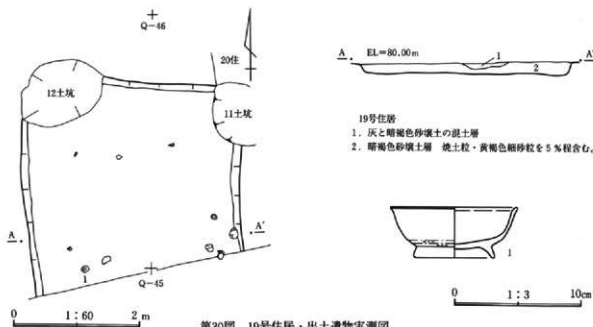 Q-46
20住
12土坑
11土坑
A
A'
1
Q-45
0 1:60 2 m
A EL=80.00m 1 A'
2
19号住居
1. 灰と暗褐色砂壌土の混土層
2. 暗褐色砂壌土層 焼土粒・黄褐色細砂粒を5%程含む。
1
0 1:3 10cm
第30図 19号住居・出土遺物実測図